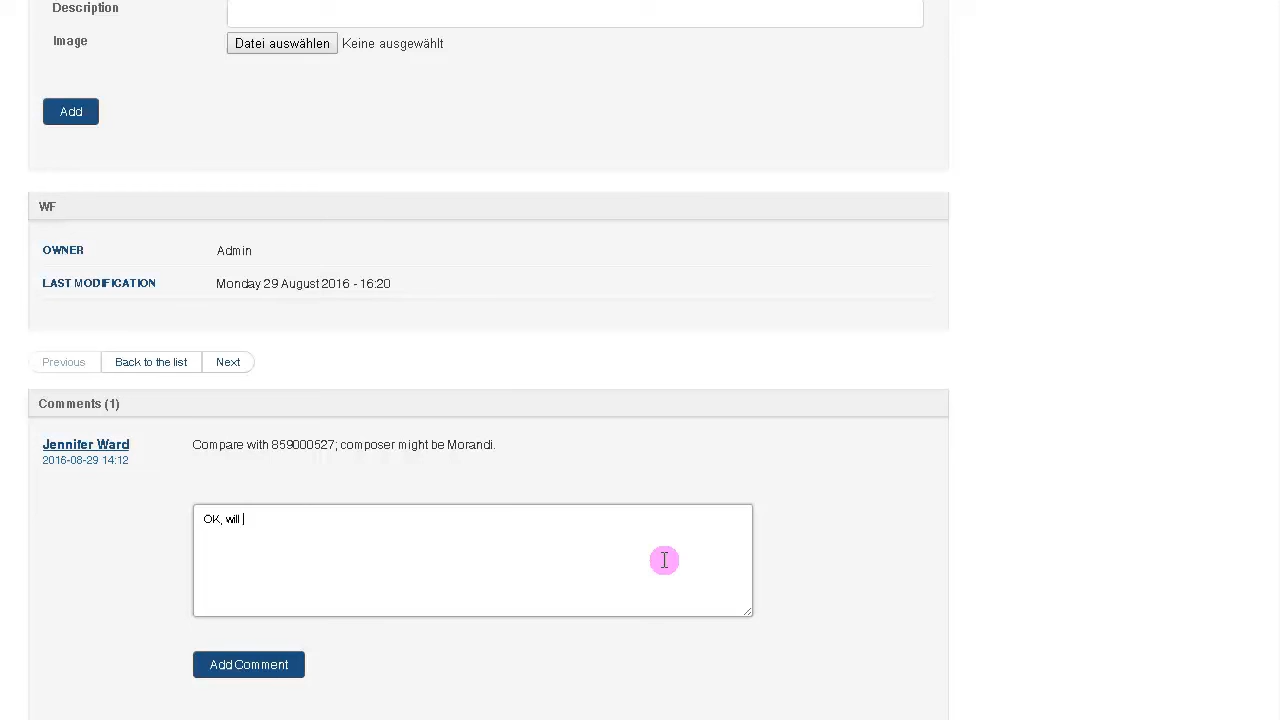 Description
Image
Datei auswählen Keine ausgewählt
Add
WF
OWNER Admin
LAST MODIFICATION Monday 29 August 2016 - 16:20
Previous Back to the list Next
Comments (1)
Jennifer Ward Compare with 859000527; composer might be Morandi.
2016-08-29 14:12
OK, will
Add Comment